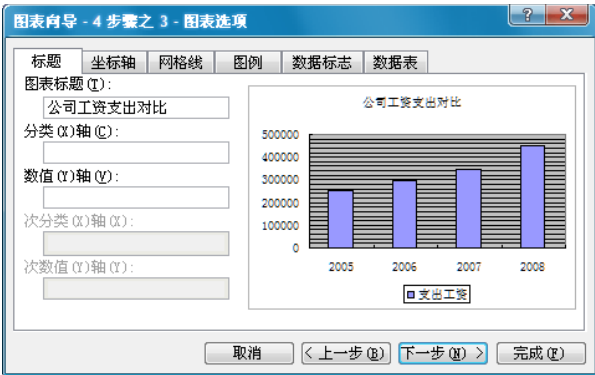 图表向导 - 4 步骤之 3 - 图表选项
标题 坐标轴 网格线 图例 数据标志 数据表
图表标题(T):
公司工资支出对比
分类(X)轴(C):
数值(Y)轴(V):
次分类(X)轴(X):
次数值(Y)轴(Y):
公司工资支出对比
500000
400000
300000
200000
100000
0
2005 2006 2007 2008
支出工资
取消 < 上一步(B) 下一步(N) > 完成(F)